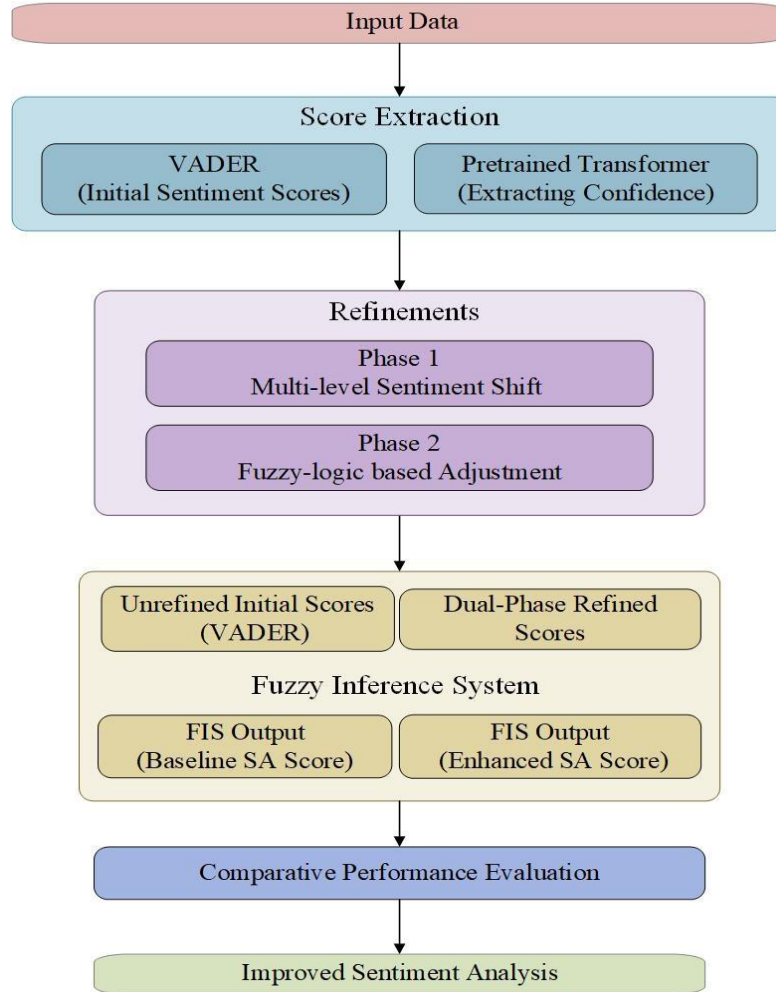 Input Data
Score Extraction
VADER
(Initial Sentiment Scores)
Pretrained Transformer
(Extracting Confidence)
Refinements
Phase 1
Multi-level Sentiment Shift
Phase 2
Fuzzy-logic based Adjustment
Unrefined Initial Scores
(VADER)
Dual-Phase Refined
Scores
Fuzzy Inference System
FIS Output
(Baseline SA Score)
FIS Output
(Enhanced SA Score)
Comparative Performance Evaluation
Improved Sentiment Analysis